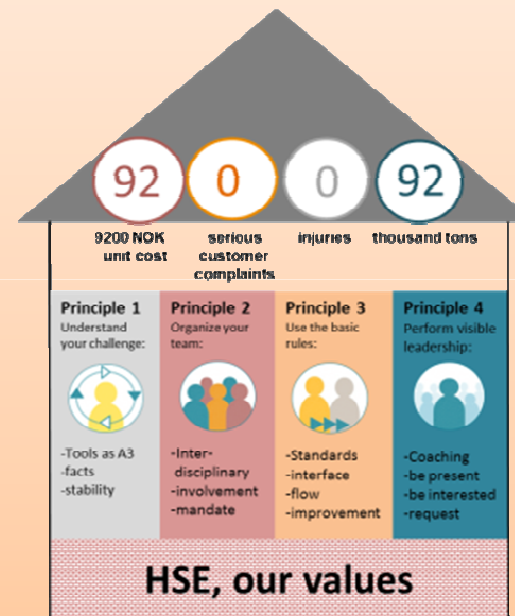 92 0 0 92
9200 NOK unit cost
serious customer complaints
injuries
thousand tons
Principle 1
Understand
your challenge:
-Tools as A3
-facts
-stability
Principle 2
Organize your
team:
-Inter-
disciplinary
-involvement
-mandate
Principle 3
Use the basic
rules:
-Standards
-interface
-flow
-improvement
Principle 4
Perform visible
leadership:
-Coaching
-be present
-be interested
-request
HSE, our values